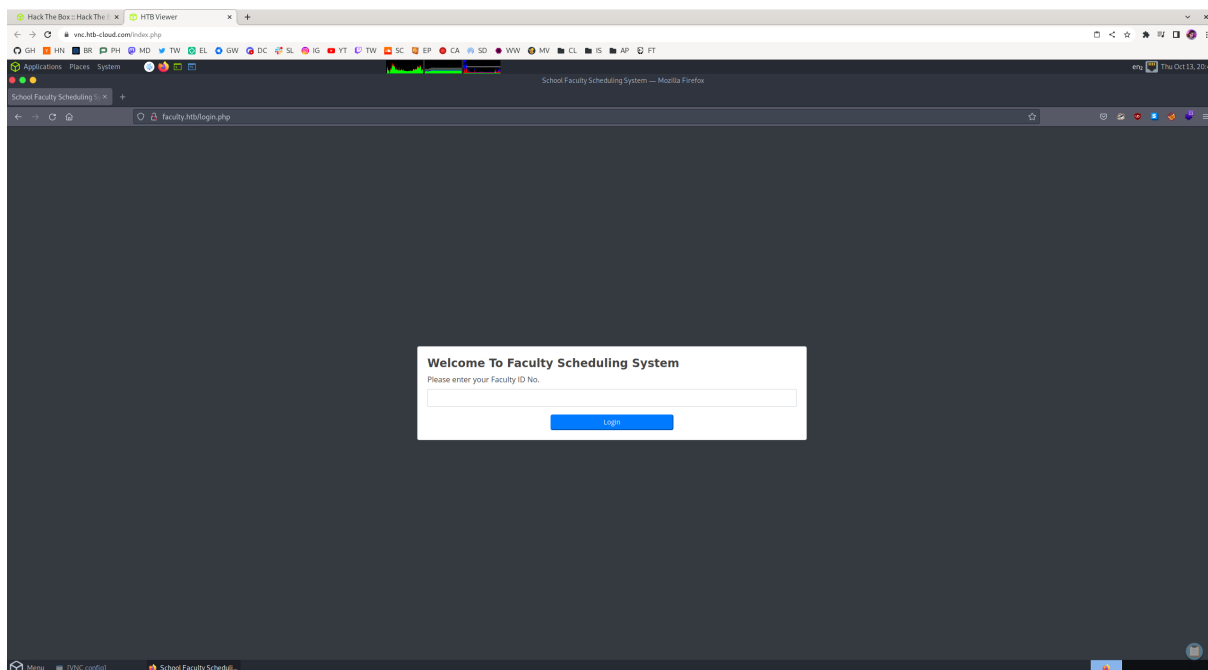 Hack The Box :: Hack The
HTB Viewer
vnc.htb-cloud.com/index.php
GH HN BR PH MD TW EL GW DC SL IG YT TW SC EP CA SD WW MV CL IS AP FT
Applications Places System
en₂ Thu Oct 13, 20:
School Faculty Scheduling System — Mozilla Firefox
School Faculty Scheduling S
faculty.htb/login.php
Welcome To Faculty Scheduling System
Please enter your Faculty ID No.
Login
Menu [VNC config] School Faculty Scheduli...